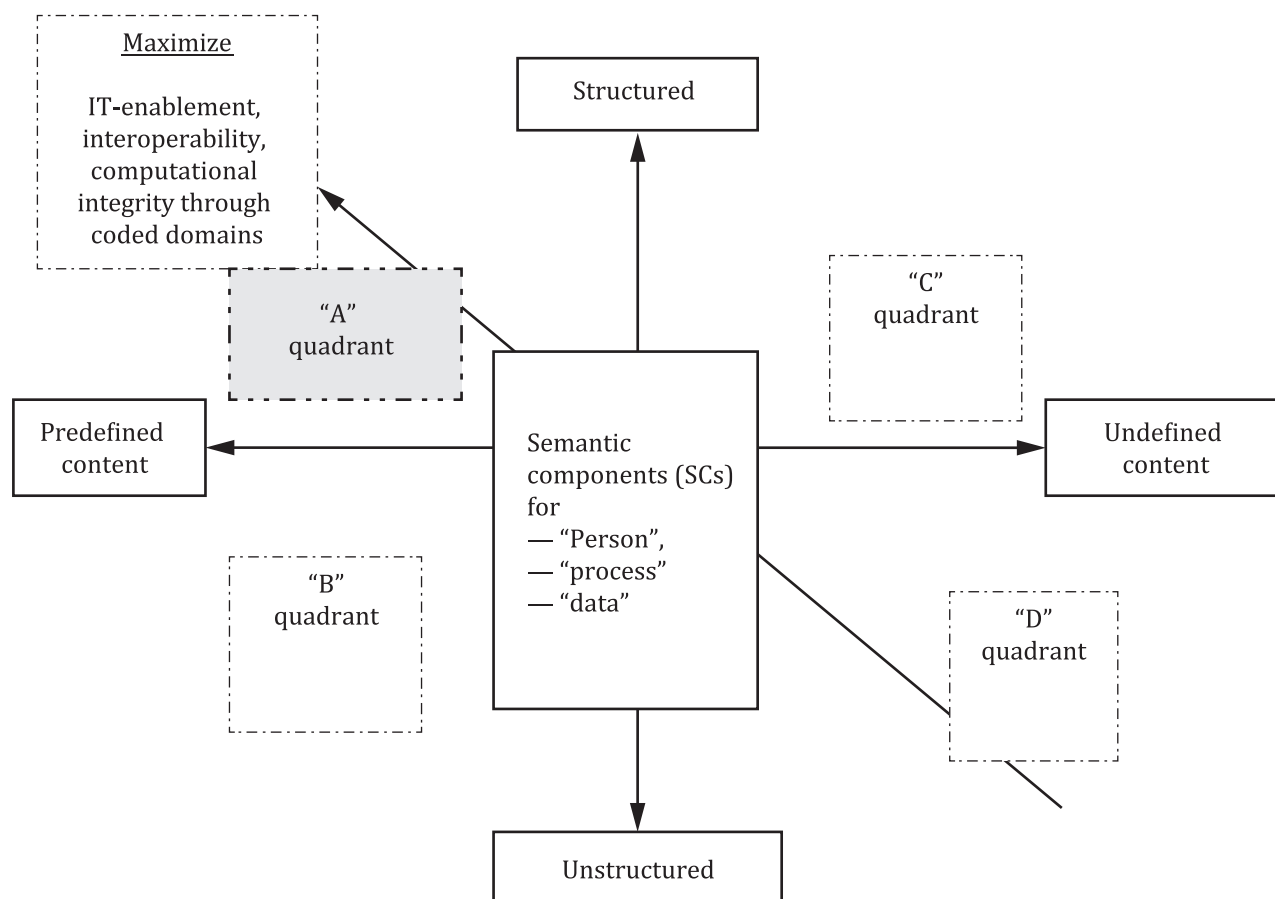 Maximize
IT-enablement,
interoperability,
computational
integrity through
coded domains
Structured
“A”
quadrant
“C”
quadrant
Predefined
content
Semantic
components (SCs)
for
— “Person”,
— “process”
— “data”
Undefined
content
“B”
quadrant
“D”
quadrant
Unstructured